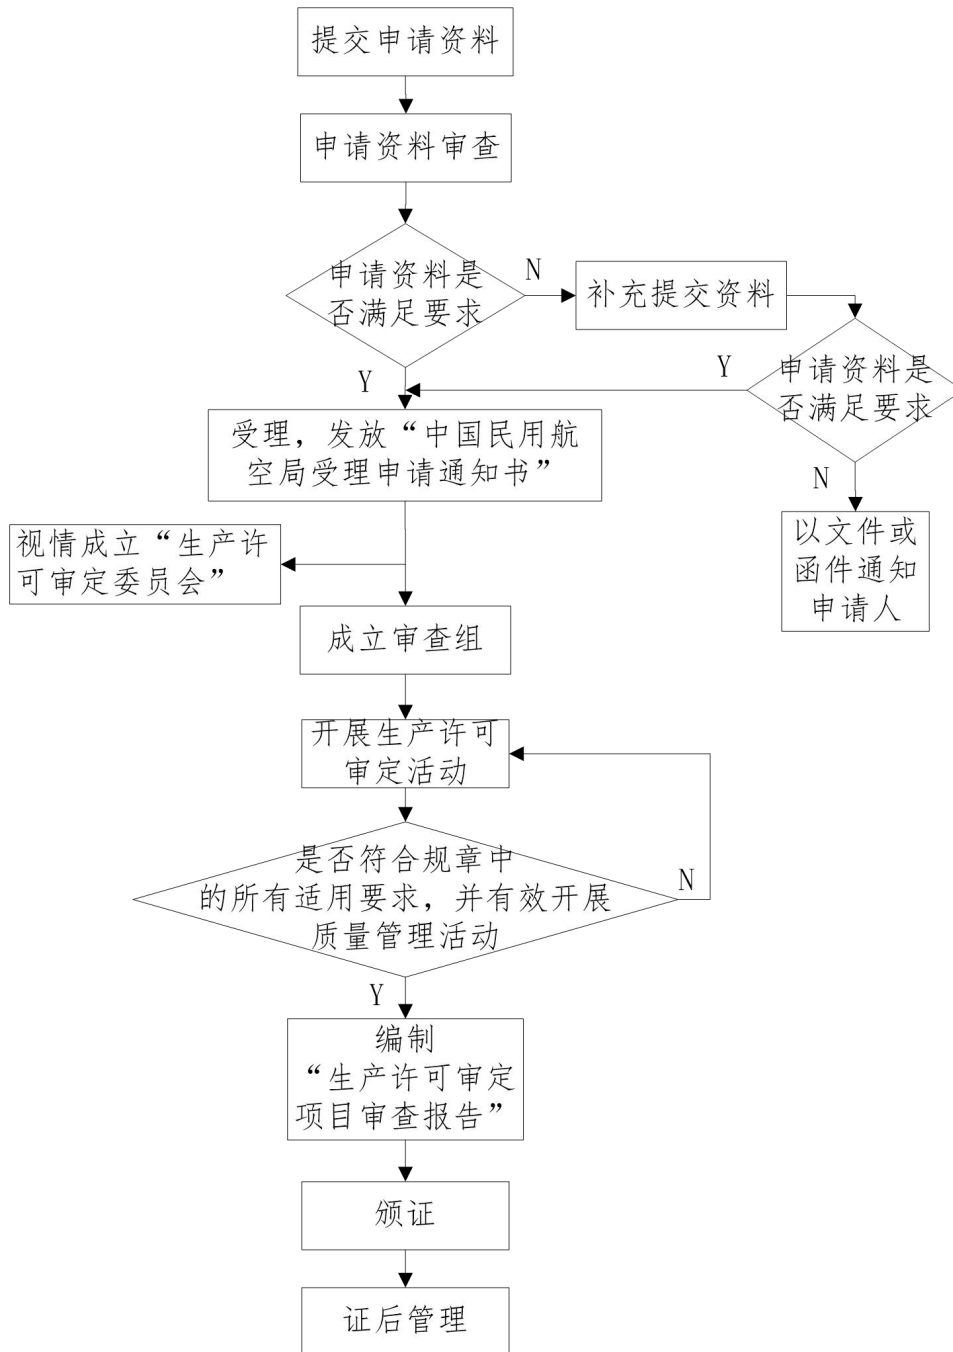 提交申请资料
申请资料审查
申请资料是
否满足要求
N
补充提交资料
申请资料是
否满足要求
Y
Y
N
受理，发放“中国民用航
空局受理申请通知书”
以文件或
函件通知
申请人
视情成立“生产许
可审定委员会”
成立审查组
开展生产许可
审定活动
是否符合规章中
的所有适用要求，并有效开展
质量管理活动
N
Y
编制
“生产许可审定
项目审查报告”
颁证
证后管理